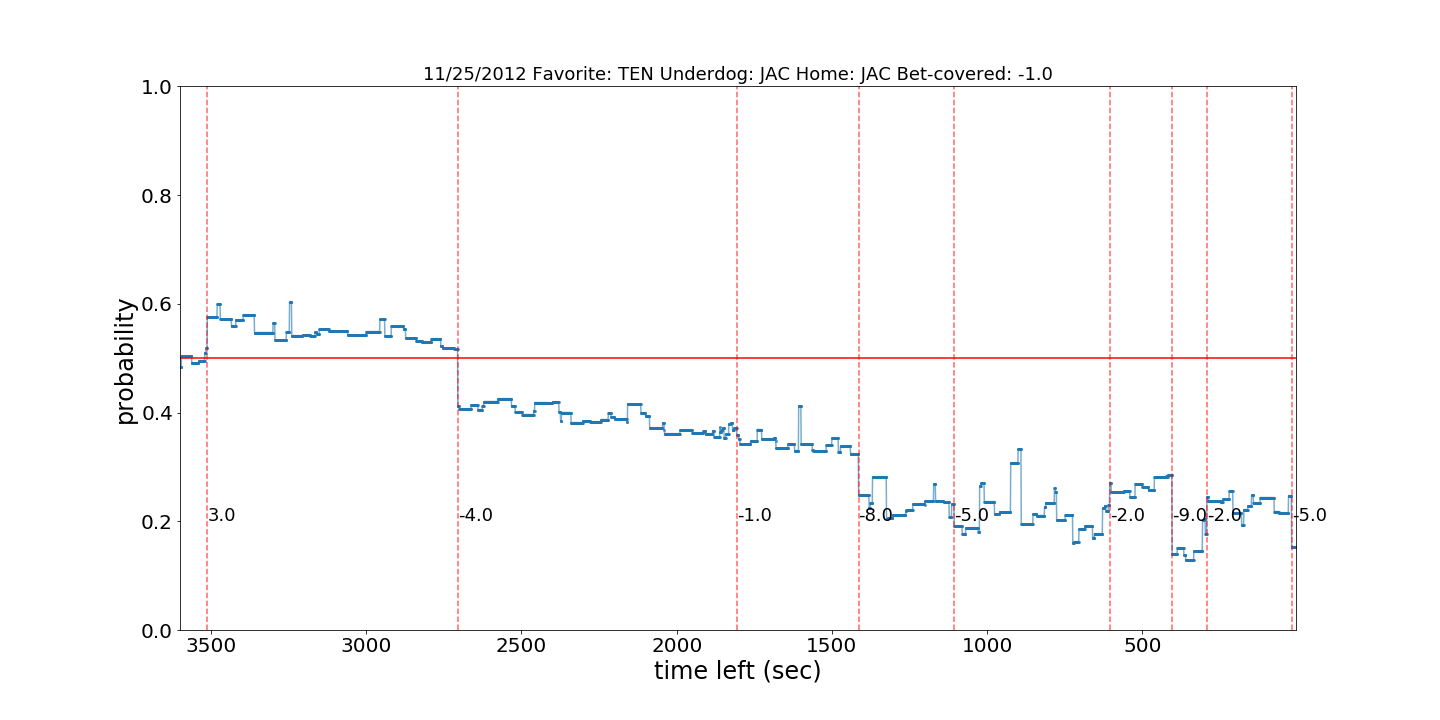 11/25/2012 Favorite: TEN Underdog: JAC Home: JAC Bet-covered: -1.0
1.0
0.8
0.6
0.4
0.2
0.0
probability
3.0 -4.0 -1.0 -8.0 -5.0 -2.0 -9.0 -2.0 -5.0
3500 3000 2500 2000 1500 1000 500
time left (sec)